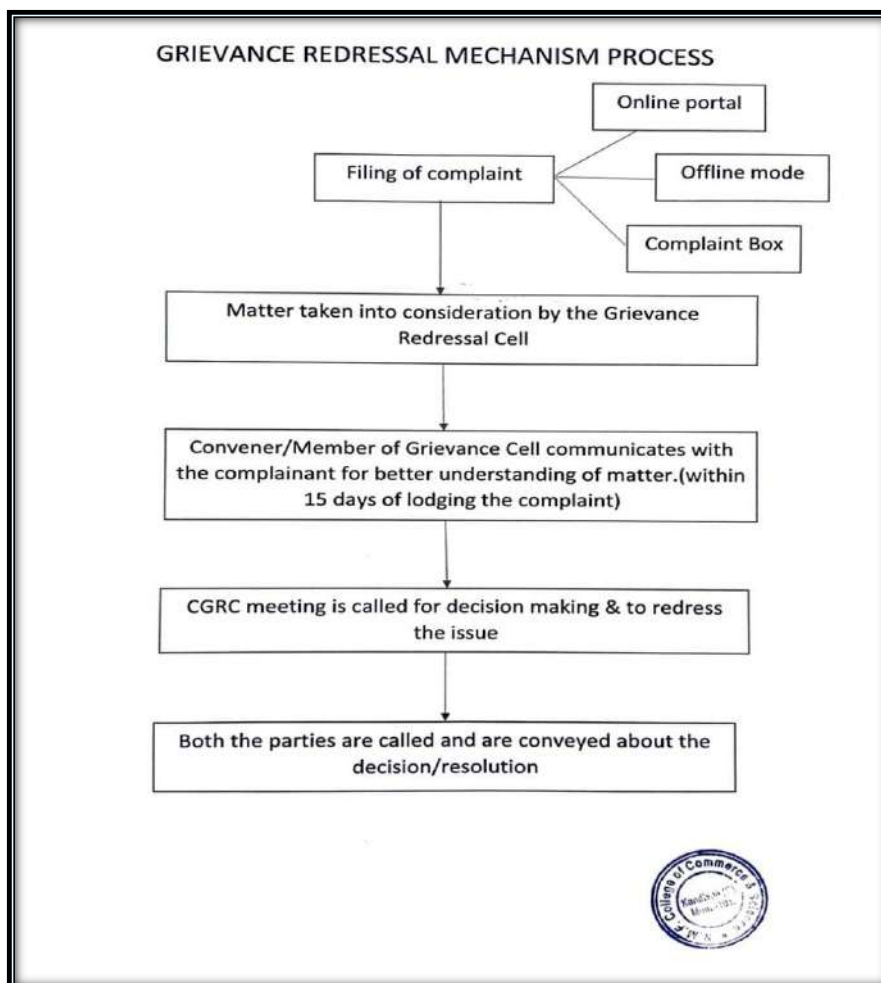 GRIEVANCE REDRESSAL MECHANISM PROCESS
Online portal
Filing of complaint
Offline mode
Complaint Box
Matter taken into consideration by the Grievance
Redressal Cell
Convener/Member of Grievance Cell communicates with
the complainant for better understanding of matter.(within
15 days of lodging the complaint)
CGRC meeting is called for decision making & to redress
the issue
Both the parties are called and are conveyed about the
decision/resolution
College of Commerce & Science